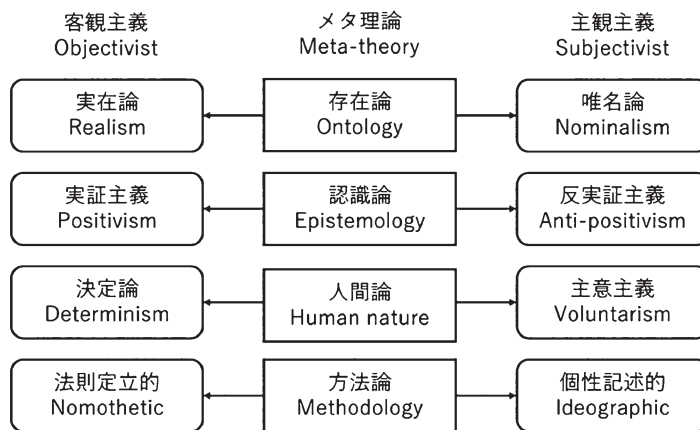 客観主義
Objectivist
メタ理論
Meta-theory
主観主義
Subjectivist
実在論
Realism
存在論
Ontology
唯名論
Nominalism
実証主義
Positivism
認識論
Epistemology
反実証主義
Anti-positivism
決定論
Determinism
人間論
Human nature
主意主義
Voluntarism
法則定立的
Nomothetic
方法論
Methodology
個性記述的
Ideographic